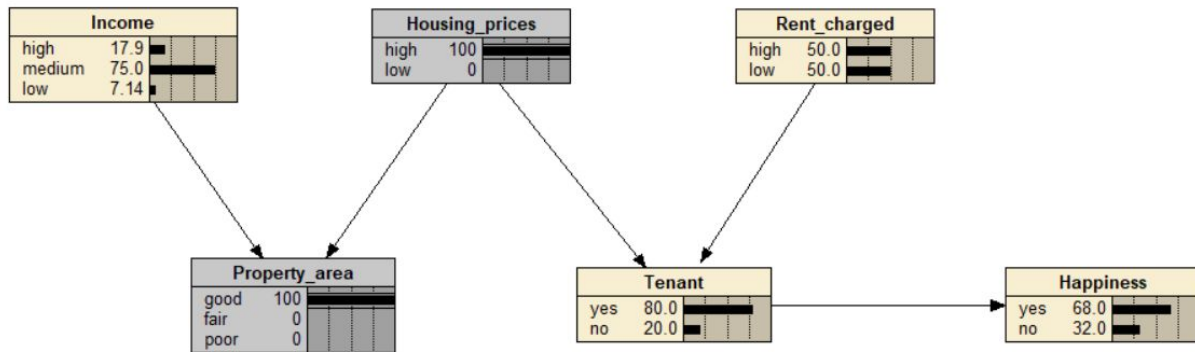 Income
high 17.9
medium 75.0
low 7.14
Housing_prices
high 100
low 0
Rent_charged
high 50.0
low 50.0
Property_area
good 100
fair 0
poor 0
Tenant
yes 80.0
no 20.0
Happiness
yes 68.0
no 32.0